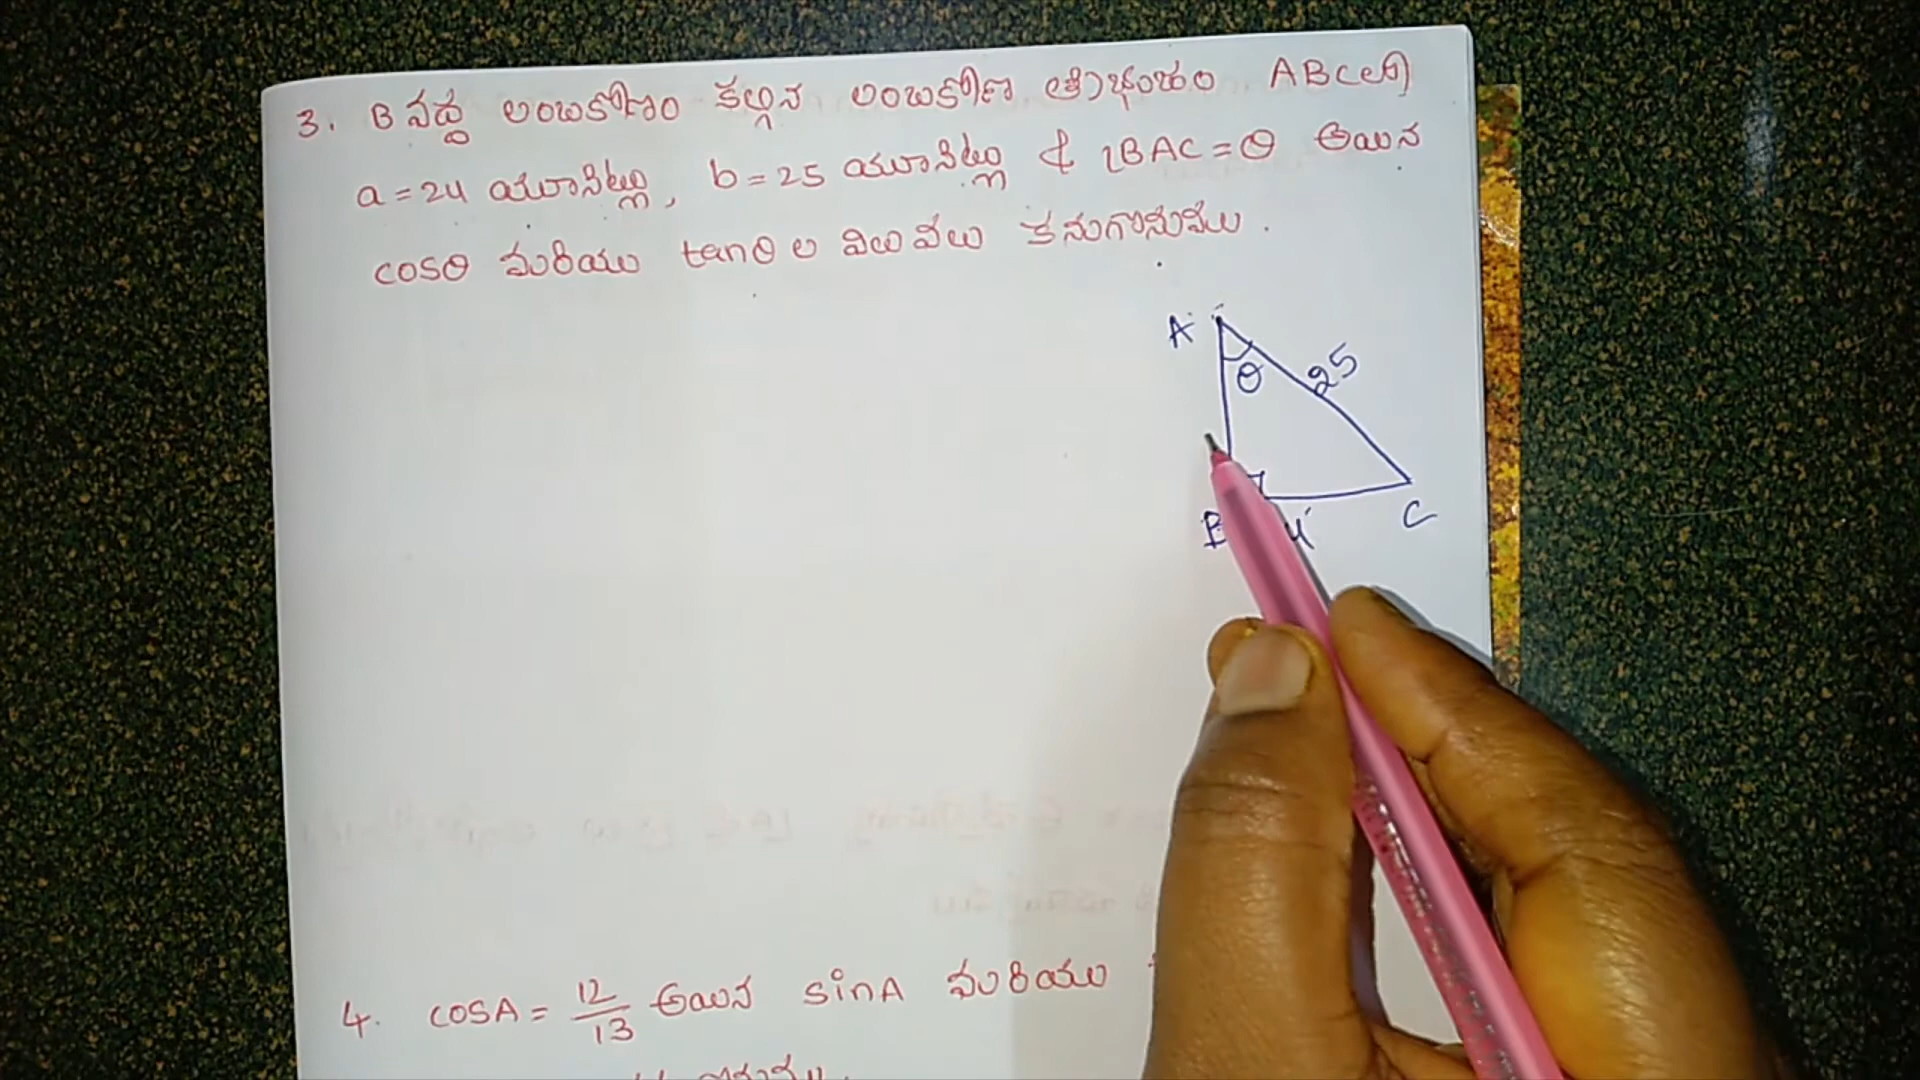 3. B వద్ద లంబకోణం కల్గిన లంబకోణ త్రిభుజం ABCలో
a = 24 యూనిట్లు, b = 25 యూనిట్లు & ∠BAC = θ అయిన
cosθ మరియు tanθ ల విలువలు కనుగొనుము.
A
θ
25
B
C
4. cosA = 12/13 అయిన sinA మరియు